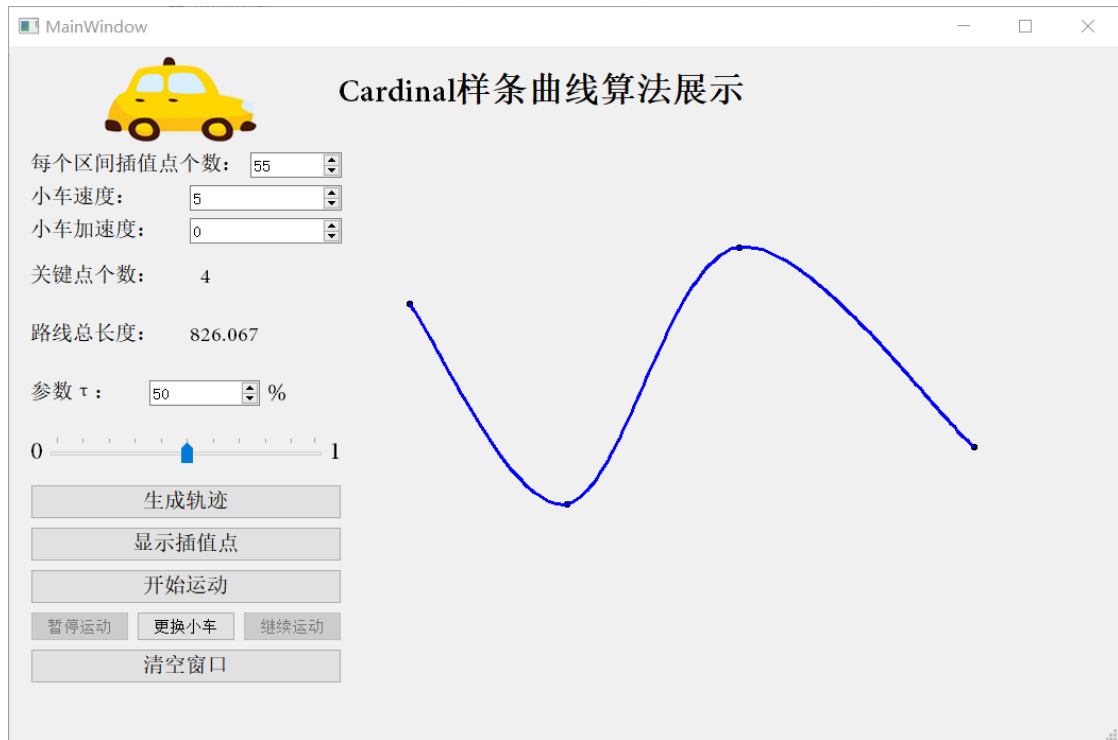 MainWindow
Cardinal样条曲线算法展示
每个区间插值点个数： 55
小车速度： 5
小车加速度： 0
关键点个数： 4
路线总长度： 826.067
参数 τ： 50 %
0 1
生成轨迹
显示插值点
开始运动
暂停运动 更换小车 继续运动
清空窗口